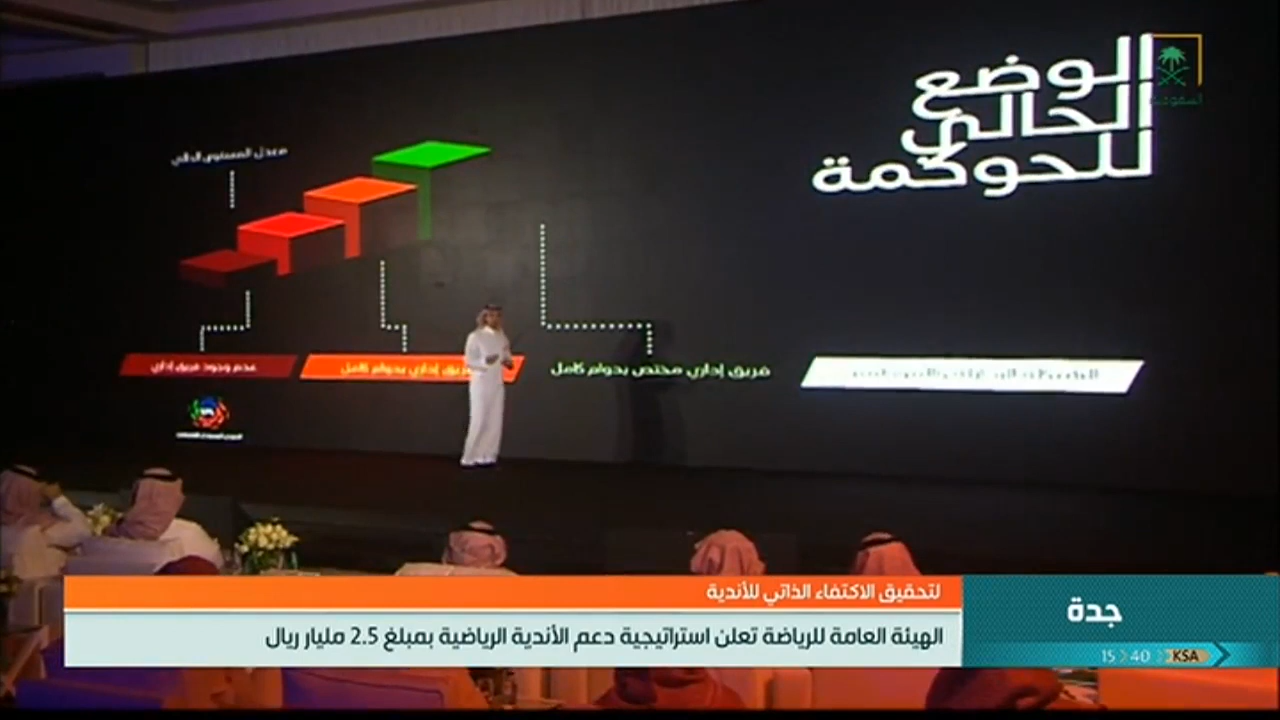 الوضع
الحالي
للحوكمة
السعودية
معدل المستوى الحالي
عدم وجود فريق إداري
فريق إداري بدوام كامل
فريق إداري مختص بدوام كامل
لتحقيق الاكتفاء الذاتي للأندية
الهيئة العامة للرياضة تعلن استراتيجية دعم الأندية الرياضية بمبلغ 2.5 مليار ريال
جدة
15 40 KSA